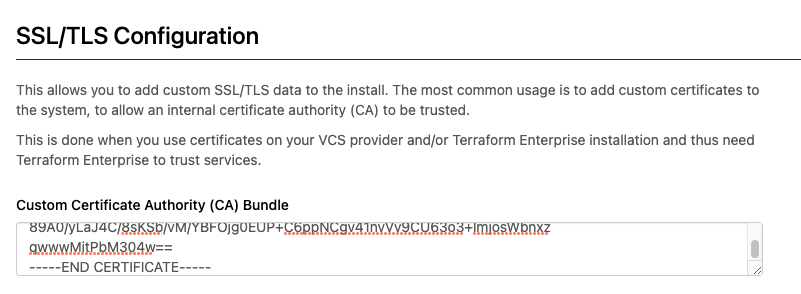 SSL/TLS Configuration
This allows you to add custom SSL/TLS data to the install. The most common usage is to add custom certificates to
the system, to allow an internal certificate authority (CA) to be trusted.
This is done when you use certificates on your VCS provider and/or Terraform Enterprise installation and thus need
Terraform Enterprise to trust services.
Custom Certificate Authority (CA) Bundle
89A0/yLaJ4C/8sKSb/vM/YBFOjg0EUP+C6ppNCgv41nvVv9CU63o3+lmiosWbnxz
qwwwMitPbM304w==
-----END CERTIFICATE-----